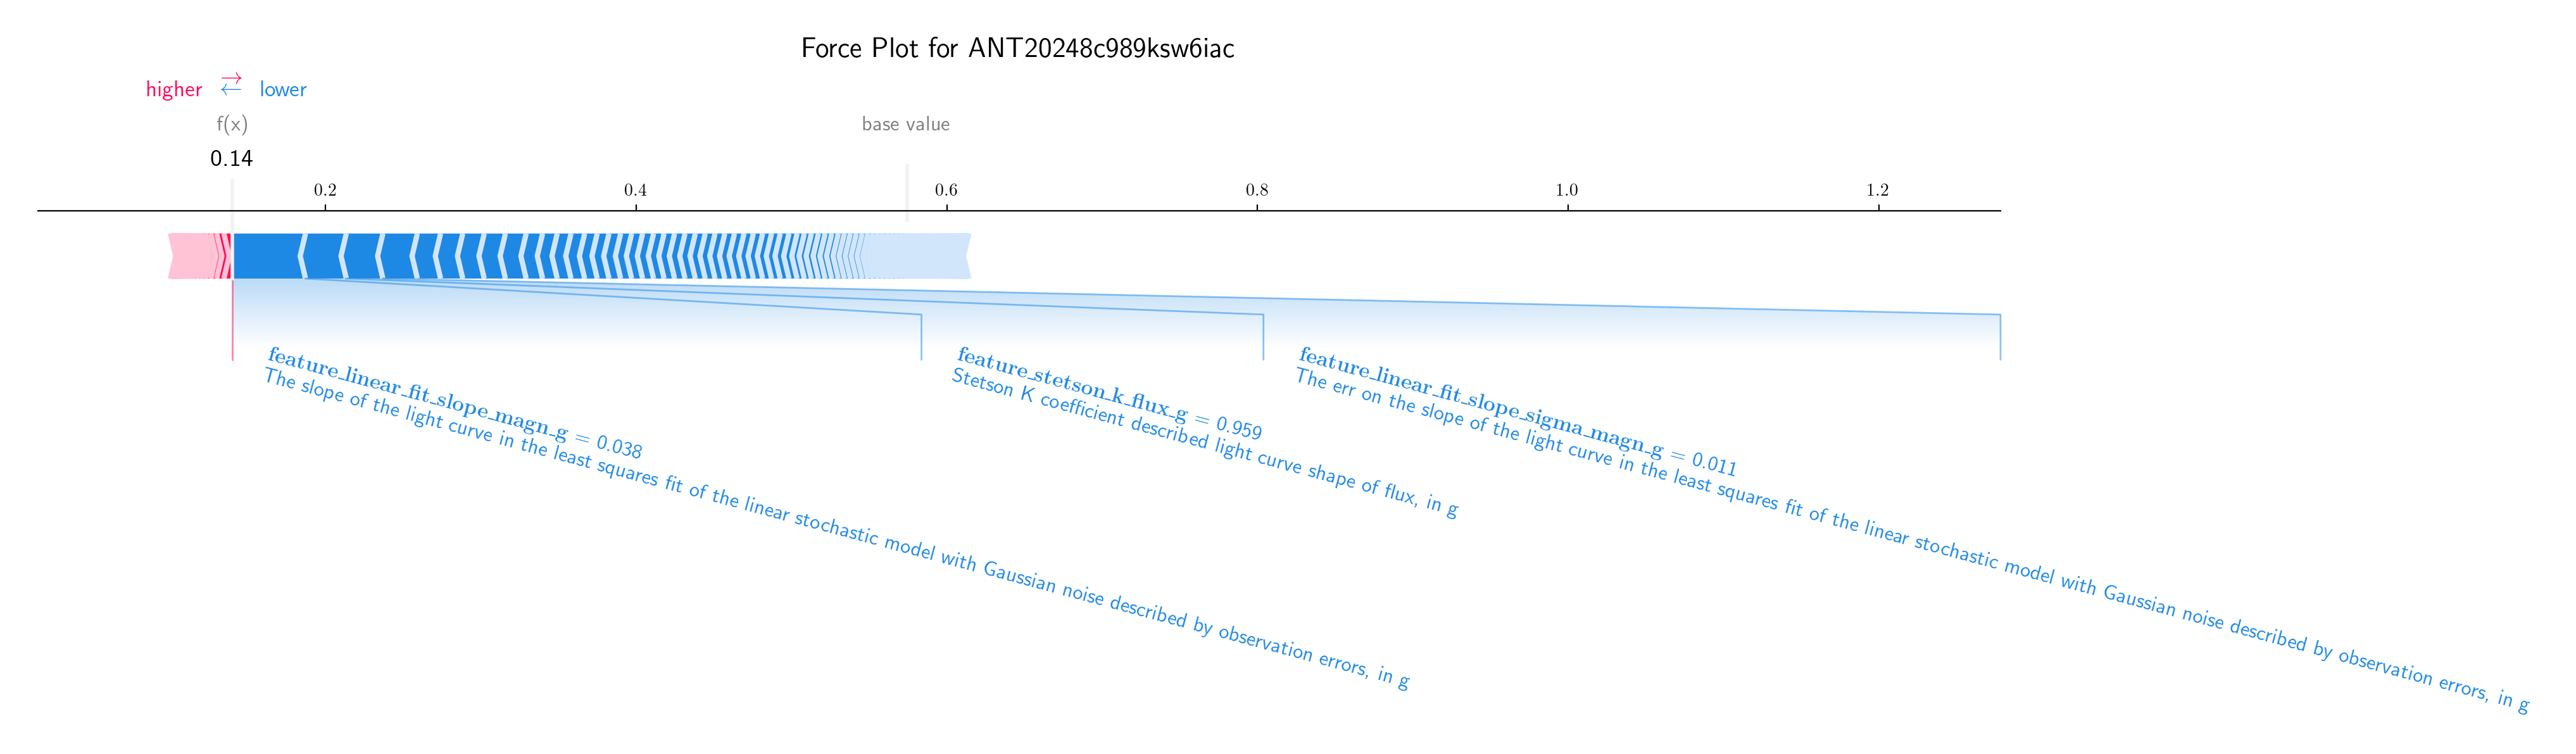 Force Plot for ANT20248c989ksw6iac
higher → ← lower
f(x)
base value
0.14
0.2
0.4
0.6
0.8
1.0
1.2
feature_linear_fit_slope_magn_g = 0.038
The slope of the light curve in the least squares fit of the linear stochastic model with Gaussian noise described by observation errors, in g
feature_stetson_k_flux_g = 0.959
Stetson K coefficient described light curve shape of flux, in g
feature_linear_fit_slope_sigma_magn_g = 0.011
The err on the slope of the light curve in the least squares fit of the linear stochastic model with Gaussian noise described by observation errors, in g